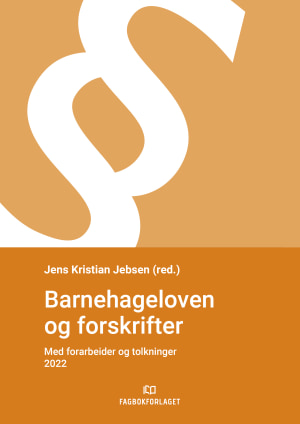 Jens Kristian Jebsen (red.)
Barnehageloven
og forskrifter
Med forarbeider og tolkninger
2022
FAGBOKFORLAGET